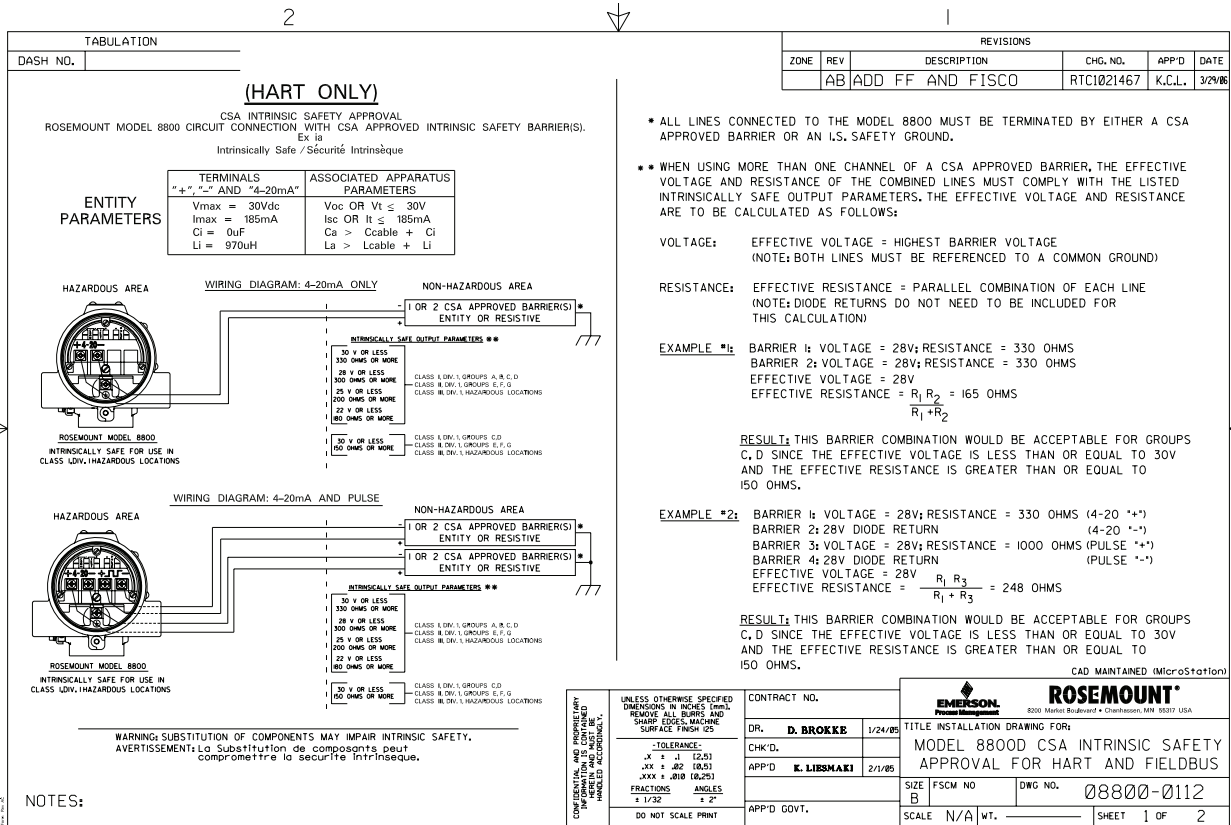 2
1
TABULATION
DASH NO.
REVISIONS
ZONE REV DESCRIPTION CHG. NO. APP'D DATE
AB ADD FF AND FISCO RTC1021467 K.C.L. 3/29/06
(HART ONLY)
CSA INTRINSIC SAFETY APPROVAL
ROSEMOUNT MODEL 8800 CIRCUIT CONNECTION WITH CSA APPROVED INTRINSIC SAFETY BARRIER(S).
Ex ia
Intrinsically Safe / Sécurité Intrinsèque
ENTITY
PARAMETERS
TERMINALS
"+", "–" AND "4–20mA"
ASSOCIATED APPARATUS
PARAMETERS
Vmax = 30Vdc
Imax = 185mA
Ci = 0uF
Li = 970uH
Voc OR Vt ≤ 30V
Isc OR It ≤ 185mA
Ca > Ccable + Ci
La > Lcable + Li
HAZARDOUS AREA
WIRING DIAGRAM: 4–20mA ONLY
NON-HAZARDOUS AREA
- 1 OR 2 CSA APPROVED BARRIER(S) *
+ ENTITY OR RESISTIVE
+ 4-20 –
INTRINSICALLY SAFE OUTPUT PARAMETERS **
30 V OR LESS
330 OHMS OR MORE
28 V OR LESS
300 OHMS OR MORE
25 V OR LESS
200 OHMS OR MORE
22 V OR LESS
180 OHMS OR MORE
CLASS I, DIV. 1, GROUPS A, B, C, D
CLASS II, DIV. 1, GROUPS E, F, G
CLASS III, DIV. 1, HAZARDOUS LOCATIONS
30 V OR LESS
150 OHMS OR MORE
CLASS I, DIV. 1, GROUPS C,D
CLASS II, DIV. 1, GROUPS E, F, G
CLASS III, DIV. 1, HAZARDOUS LOCATIONS
ROSEMOUNT MODEL 8800
INTRINSICALLY SAFE FOR USE IN
CLASS I,DIV. I HAZARDOUS LOCATIONS
WIRING DIAGRAM: 4–20mA AND PULSE
HAZARDOUS AREA
NON-HAZARDOUS AREA
- 1 OR 2 CSA APPROVED BARRIER(S) *
+ ENTITY OR RESISTIVE
- 1 OR 2 CSA APPROVED BARRIER(S) *
+ ENTITY OR RESISTIVE
+ 4-20 –
INTRINSICALLY SAFE OUTPUT PARAMETERS **
30 V OR LESS
330 OHMS OR MORE
28 V OR LESS
300 OHMS OR MORE
25 V OR LESS
200 OHMS OR MORE
22 V OR LESS
180 OHMS OR MORE
CLASS I, DIV. 1, GROUPS A, B, C, D
CLASS II, DIV. 1, GROUPS E, F, G
CLASS III, DIV. 1, HAZARDOUS LOCATIONS
30 V OR LESS
150 OHMS OR MORE
CLASS I, DIV. 1, GROUPS C,D
CLASS II, DIV. 1, GROUPS E, F, G
CLASS III, DIV. 1, HAZARDOUS LOCATIONS
ROSEMOUNT MODEL 8800
INTRINSICALLY SAFE FOR USE IN
CLASS I,DIV. I HAZARDOUS LOCATIONS
WARNING: SUBSTITUTION OF COMPONENTS MAY IMPAIR INTRINSIC SAFETY.
AVERTISSEMENT: La Substitution de composants peut
compromettre la securite intrinseque.
NOTES:
* ALL LINES CONNECTED TO THE MODEL 8800 MUST BE TERMINATED BY EITHER A CSA
APPROVED BARRIER OR AN I.S. SAFETY GROUND.
** WHEN USING MORE THAN ONE CHANNEL OF A CSA APPROVED BARRIER, THE EFFECTIVE
VOLTAGE AND RESISTANCE OF THE COMBINED LINES MUST COMPLY WITH THE LISTED
INTRINSICALLY SAFE OUTPUT PARAMETERS. THE EFFECTIVE VOLTAGE AND RESISTANCE
ARE TO BE CALCULATED AS FOLLOWS:
VOLTAGE: EFFECTIVE VOLTAGE = HIGHEST BARRIER VOLTAGE
(NOTE: BOTH LINES MUST BE REFERENCED TO A COMMON GROUND)
RESISTANCE: EFFECTIVE RESISTANCE = PARALLEL COMBINATION OF EACH LINE
(NOTE: DIODE RETURNS DO NOT NEED TO BE INCLUDED FOR
THIS CALCULATION)
EXAMPLE #1: BARRIER 1: VOLTAGE = 28V; RESISTANCE = 330 OHMS
BARRIER 2: VOLTAGE = 28V; RESISTANCE = 330 OHMS
EFFECTIVE VOLTAGE = 28V
EFFECTIVE RESISTANCE = R1 R2 = 165 OHMS
R1 +R2
RESULT: THIS BARRIER COMBINATION WOULD BE ACCEPTABLE FOR GROUPS
C, D SINCE THE EFFECTIVE VOLTAGE IS LESS THAN OR EQUAL TO 30V
AND THE EFFECTIVE RESISTANCE IS GREATER THAN OR EQUAL TO
150 OHMS.
EXAMPLE #2: BARRIER 1: VOLTAGE = 28V; RESISTANCE = 330 OHMS (4-20 "+")
BARRIER 2: 28V DIODE RETURN (4-20 "-")
BARRIER 3: VOLTAGE = 28V; RESISTANCE = 1000 OHMS (PULSE "+")
BARRIER 4: 28V DIODE RETURN (PULSE "-")
EFFECTIVE VOLTAGE = 28V
EFFECTIVE RESISTANCE = R1 R3 = 248 OHMS
R1 + R3
RESULT: THIS BARRIER COMBINATION WOULD BE ACCEPTABLE FOR GROUPS
C, D SINCE THE EFFECTIVE VOLTAGE IS LESS THAN OR EQUAL TO 30V
AND THE EFFECTIVE RESISTANCE IS GREATER THAN OR EQUAL TO
150 OHMS.
CAD MAINTAINED (MicroStation)
CONFIDENTIAL AND PROPRIETARY
INFORMATION IS CONTAINED
HEREIN AND MUST BE
HANDLED ACCORDINGLY.
UNLESS OTHERWISE SPECIFIED
DIMENSIONS IN INCHES [mm].
REMOVE ALL BURRS AND
SHARP EDGES. MACHINE
SURFACE FINISH 125
-TOLERANCE-
.X ± .1 [2,5]
.XX ± .02 [0,5]
.XXX ± .010 [0,25]
FRACTIONS ANGLES
± 1/32 ± 2°
DO NOT SCALE PRINT
CONTRACT NO.
DR. D. BROKKE 1/24/05
CHK'D.
APP'D K. LIESMAKI 2/1/05
APP'D GOVT.
EMERSON.
Process Management
ROSEMOUNT®
8200 Market Boulevard • Chanhassen, MN 55317 USA
TITLE INSTALLATION DRAWING FOR:
MODEL 8800D CSA INTRINSIC SAFETY
APPROVAL FOR HART AND FIELDBUS
SIZE FSCM NO DWG NO. 08800-0112
B
SCALE N/A WT. SHEET 1 OF 2